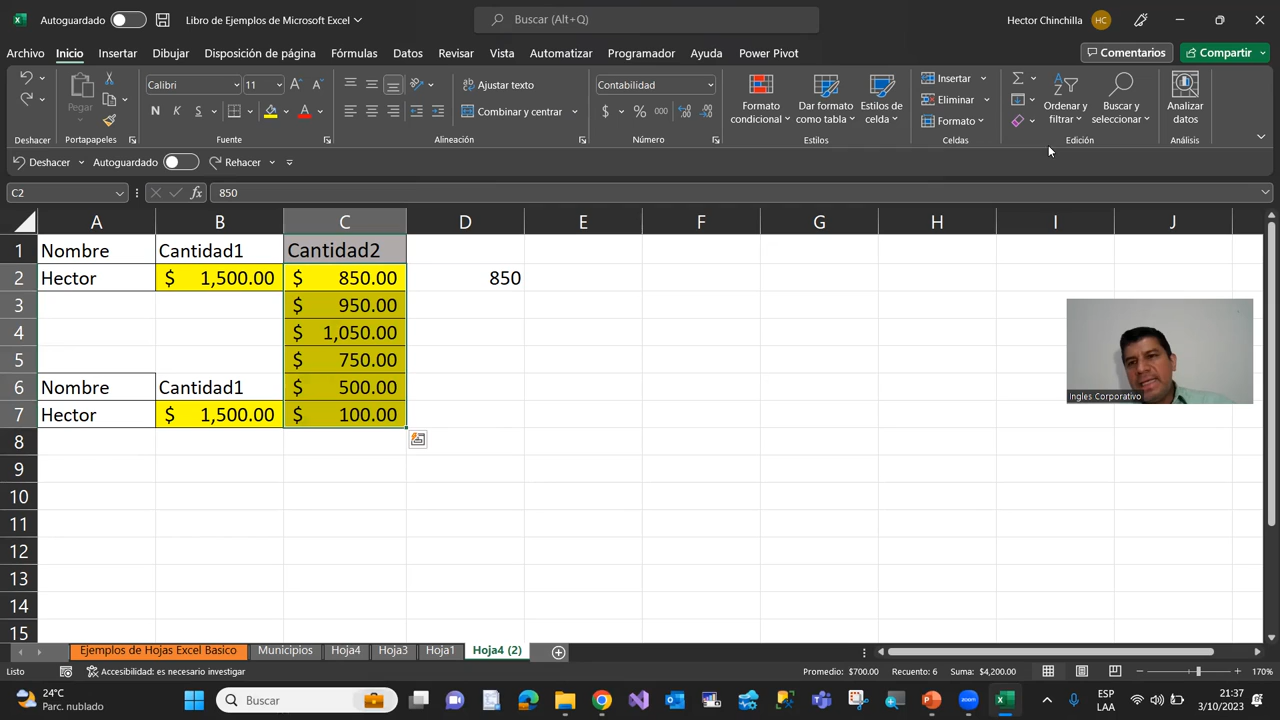 Autoguardado
Libro de Ejemplos de Microsoft Excel
Buscar (Alt+Q)
Hector Chinchilla
HC
Archivo Inicio Insertar Dibujar Disposición de página Fórmulas Datos Revisar Vista Automatizar Programador Ayuda Power Pivot
Comentarios
Compartir
Deshacer
Pegar
Portapapeles
Calibri
11
N K S
Fuente
Ajustar texto
Combinar y centrar
Alineación
Contabilidad
$ % 000
Número
Formato condicional
Dar formato como tabla
Estilos de celda
Estilos
Insertar
Eliminar
Formato
Celdas
Ordenar y filtrar
Buscar y seleccionar
Edición
Analizar datos
Análisis
Deshacer Autoguardado Rehacer
C2
fx
850
A B C D E F G H I J
1 Nombre Cantidad1 Cantidad2
2 Hector $ 1,500.00 $ 850.00 850
3 $ 950.00
4 $ 1,050.00
5 $ 750.00
6 Nombre Cantidad1 $ 500.00
7 Hector $ 1,500.00 $ 100.00
8
9
10
11
12
13
14
15
Ingles Corporativo
Ejemplos de Hojas Excel Basico Municipios Hoja4 Hoja3 Hoja1 Hoja4 (2)
Listo
Accesibilidad: es necesario investigar
Promedio: $700.00 Recuento: 6 Suma: $4,200.00
170%
24°C
Parc. nublado
Buscar
ESP
LAA
21:37
3/10/2023